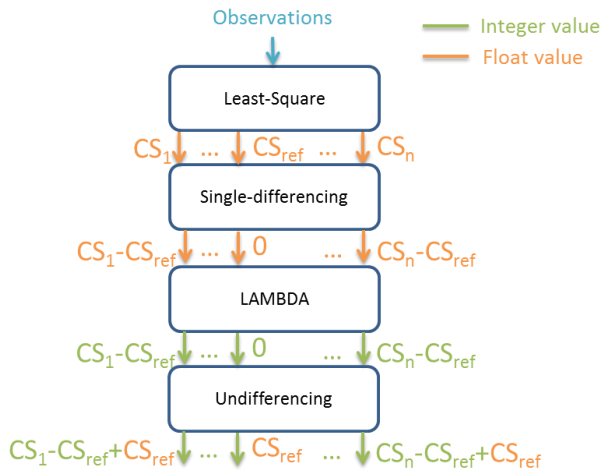 Observations
Integer value
Float value
Least-Square
CS1 ... CSref ... CSn
Single-differencing
CS1-CSref ... 0 ... CSn-CSref
LAMBDA
CS1-CSref ... 0 ... CSn-CSref
Undifferencing
CS1-CSref+CSref ... CSref ... CSn-CSref+CSref